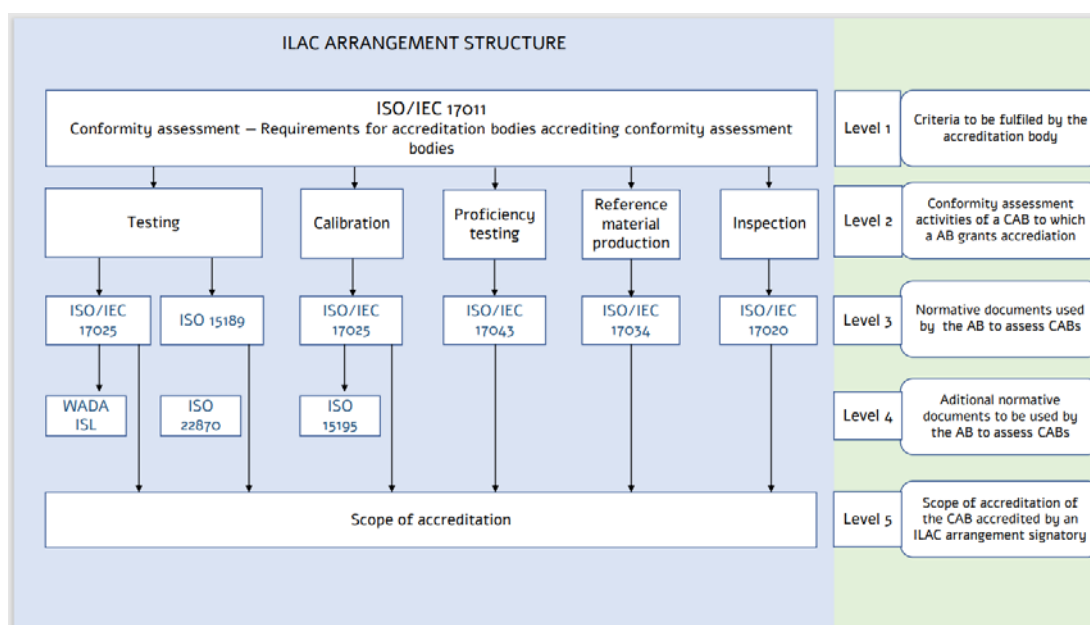 ILAC ARRANGEMENT STRUCTURE
ISO/IEC 17011
Conformity assessment – Requirements for accreditation bodies accrediting conformity assessment
bodies
Level 1
Criteria to be fulfiled by the
accreditation body
Testing
Calibration
Proficiency
testing
Reference
material
production
Inspection
Level 2
Conformity assessment
activities of a CAB to which
a AB grants accrediation
ISO/IEC
17025
ISO 15189
ISO/IEC
17025
ISO/IEC
17043
ISO/IEC
17034
ISO/IEC
17020
Level 3
Normative documents used
by the AB to assess CABs
WADA
ISL
ISO
22870
ISO
15195
Level 4
Aditional normative
documents to be used by
the AB to assess CABs
Scope of accreditation
Level 5
Scope of accreditation of
the CAB accredited by an
ILAC arrangement signatory